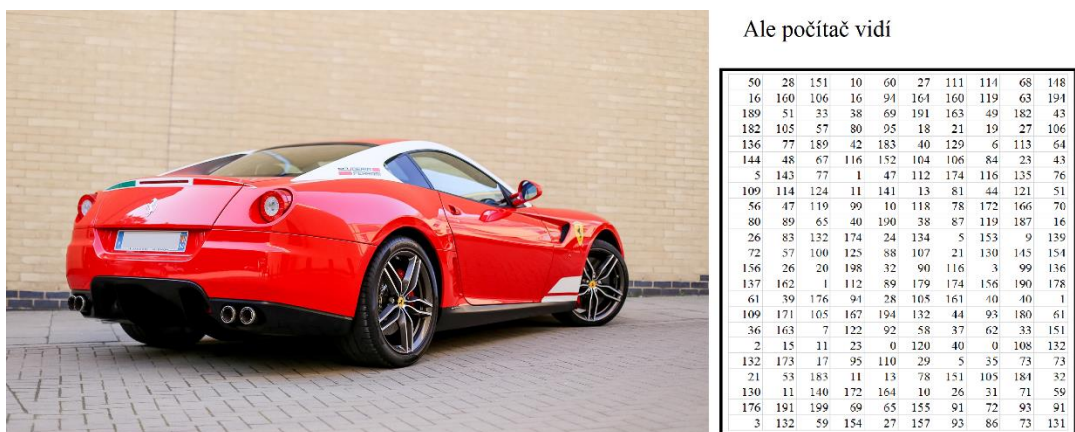 Ale počítač vidí
50 28 151 10 60 27 111 114 68 148
16 160 106 16 94 164 160 119 63 194
189 51 33 38 69 191 163 49 182 43
182 105 57 80 95 18 21 19 27 106
136 77 189 42 183 40 129 6 113 64
144 48 67 116 152 104 106 84 23 43
5 143 77 1 47 112 174 116 135 76
109 114 124 11 141 13 81 44 121 51
56 47 119 99 10 118 78 172 166 70
80 89 65 40 190 38 87 119 187 16
26 83 132 174 24 134 5 153 9 139
72 57 100 125 88 107 21 130 145 154
156 26 20 198 32 90 116 3 99 136
137 162 1 112 89 179 174 156 190 178
61 39 176 94 28 105 161 40 40 1
109 171 105 167 194 132 44 93 180 61
36 163 7 122 92 58 37 62 33 151
2 15 11 23 0 120 40 0 108 132
132 173 17 95 110 29 5 35 73 73
21 53 183 11 13 78 151 105 184 32
130 11 140 172 164 10 26 31 71 59
176 191 199 69 65 155 91 72 93 91
3 132 59 154 27 157 93 86 73 131